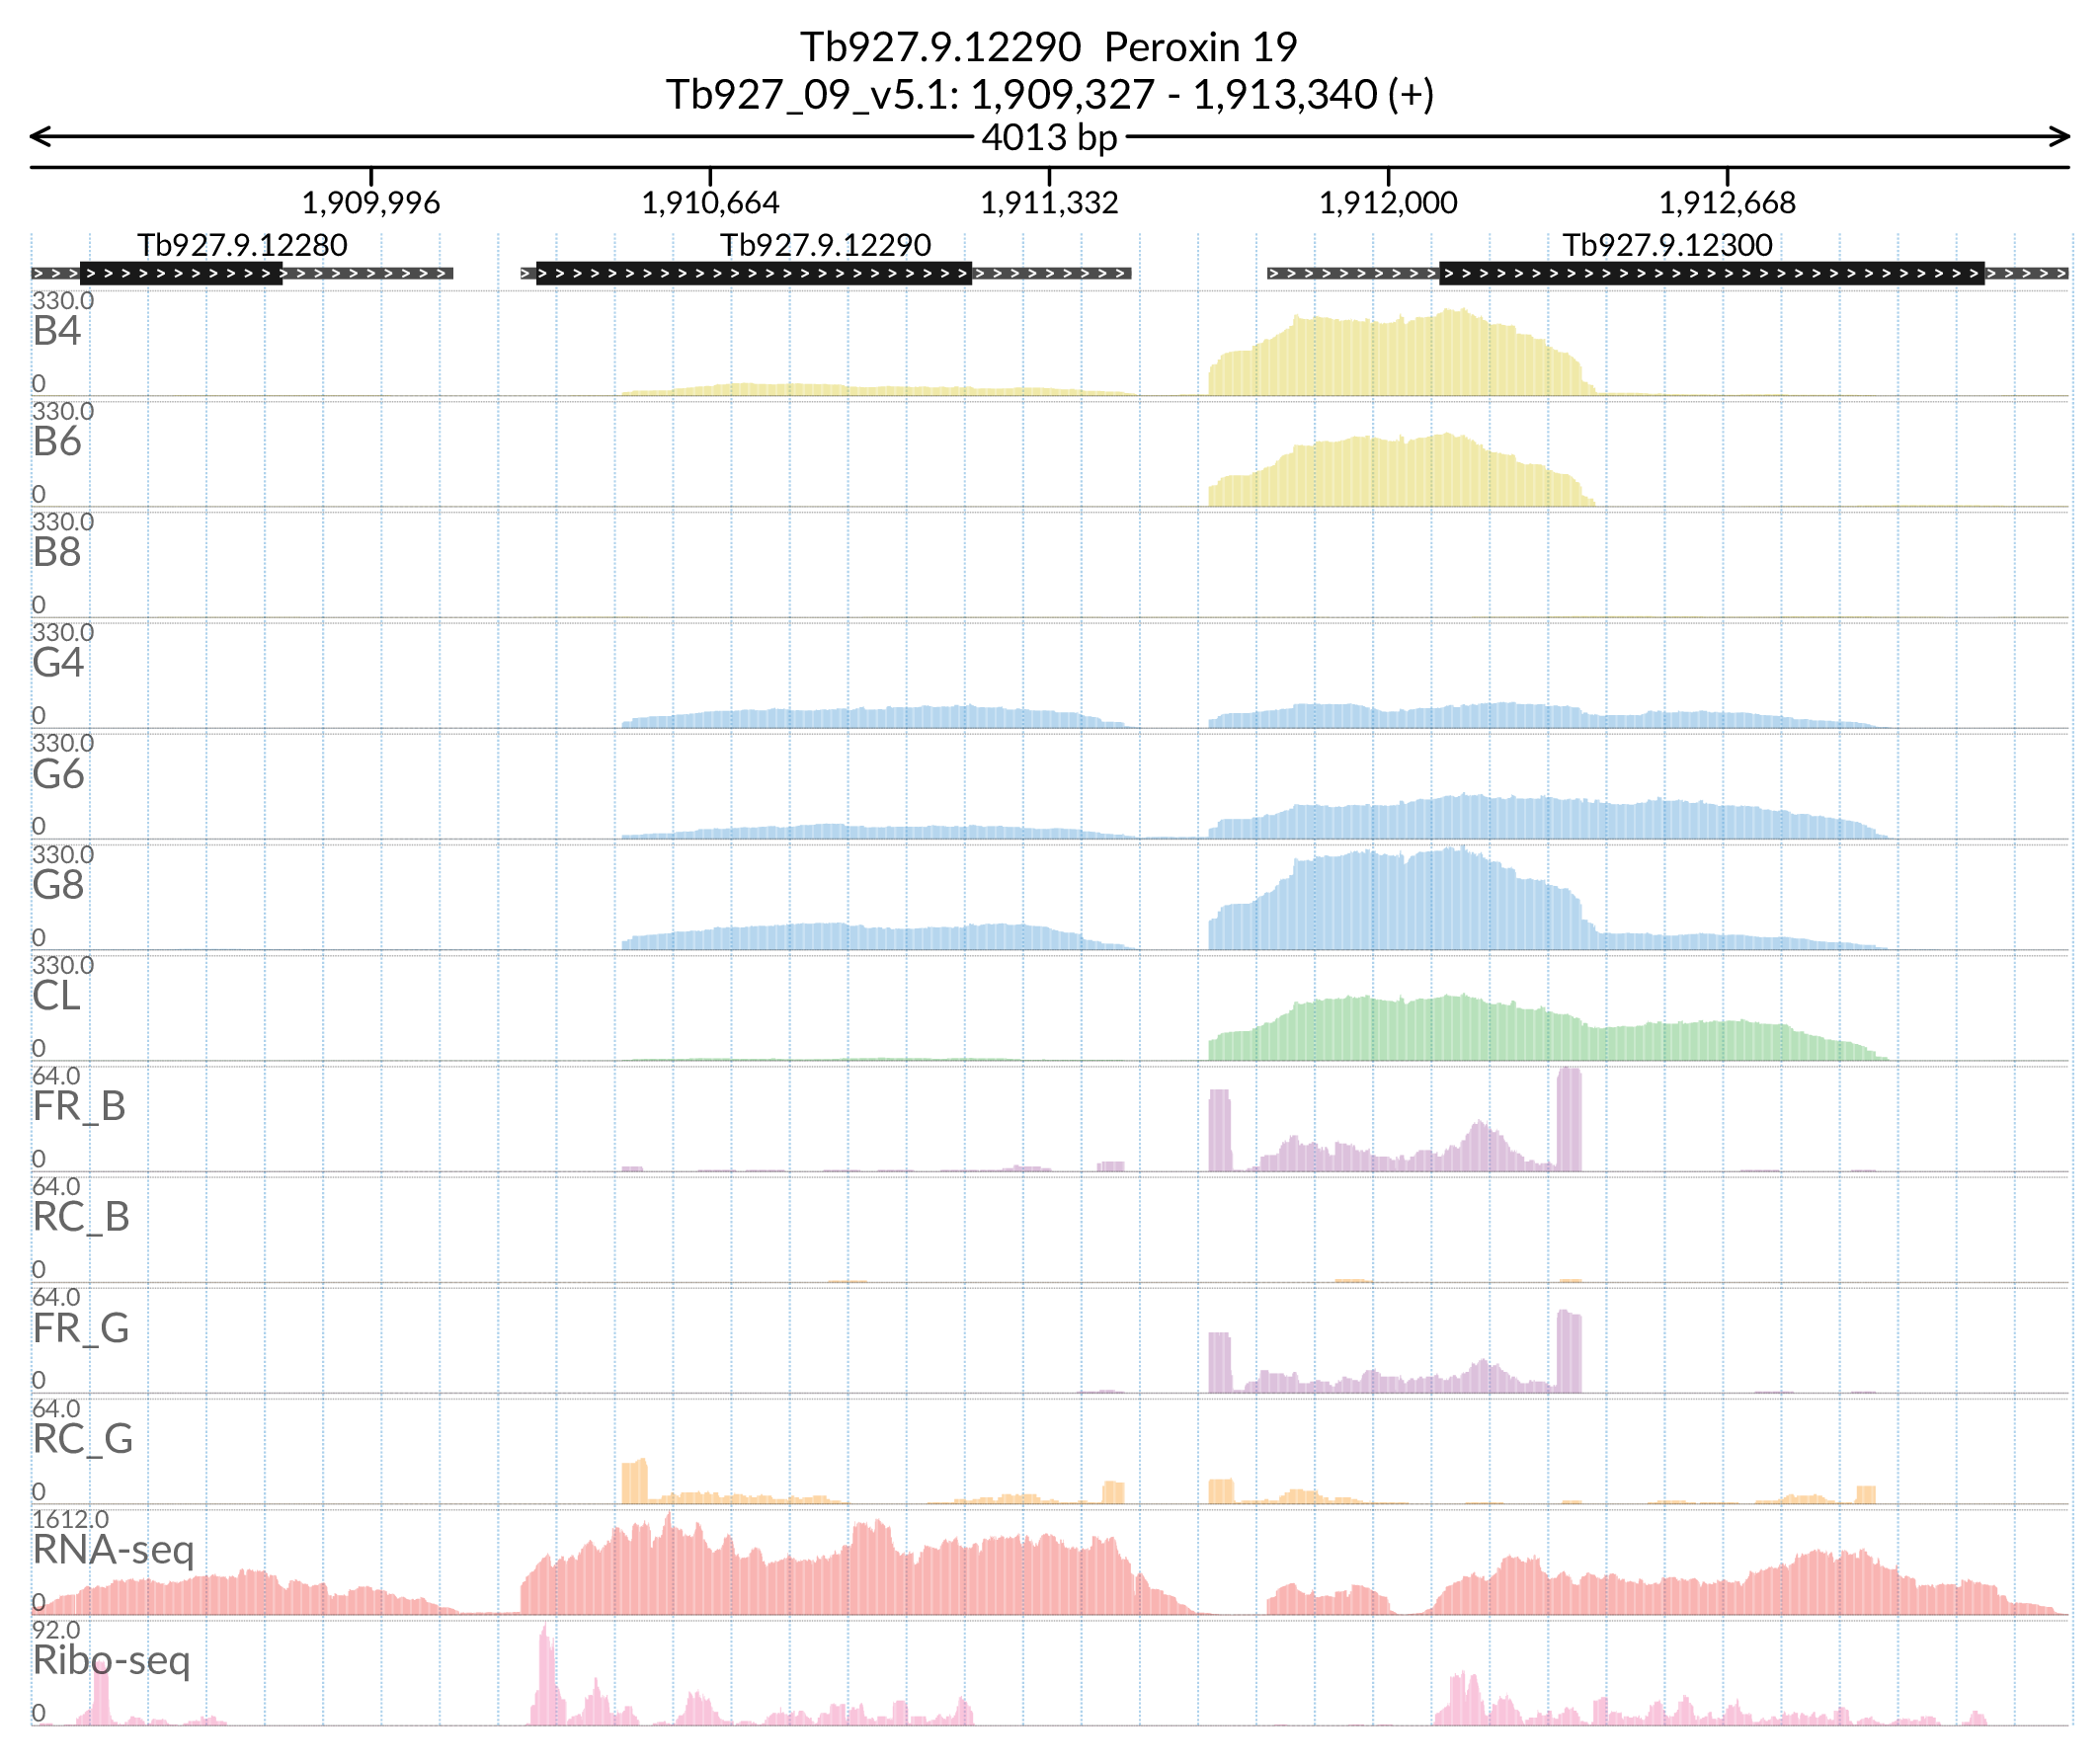 Tb927.9.12290  Peroxin 19
Tb927_09_v5.1: 1,909,327 - 1,913,340 (+)
4013 bp
1,909,996 1,910,664 1,911,332 1,912,000 1,912,668
Tb927.9.12280 Tb927.9.12290 Tb927.9.12300
330.0
B4
0
330.0
B6
0
330.0
B8
0
330.0
G4
0
330.0
G6
0
330.0
G8
0
330.0
CL
0
64.0
FR_B
0
64.0
RC_B
0
64.0
FR_G
0
64.0
RC_G
0
1612.0
RNA-seq
0
92.0
Ribo-seq
0